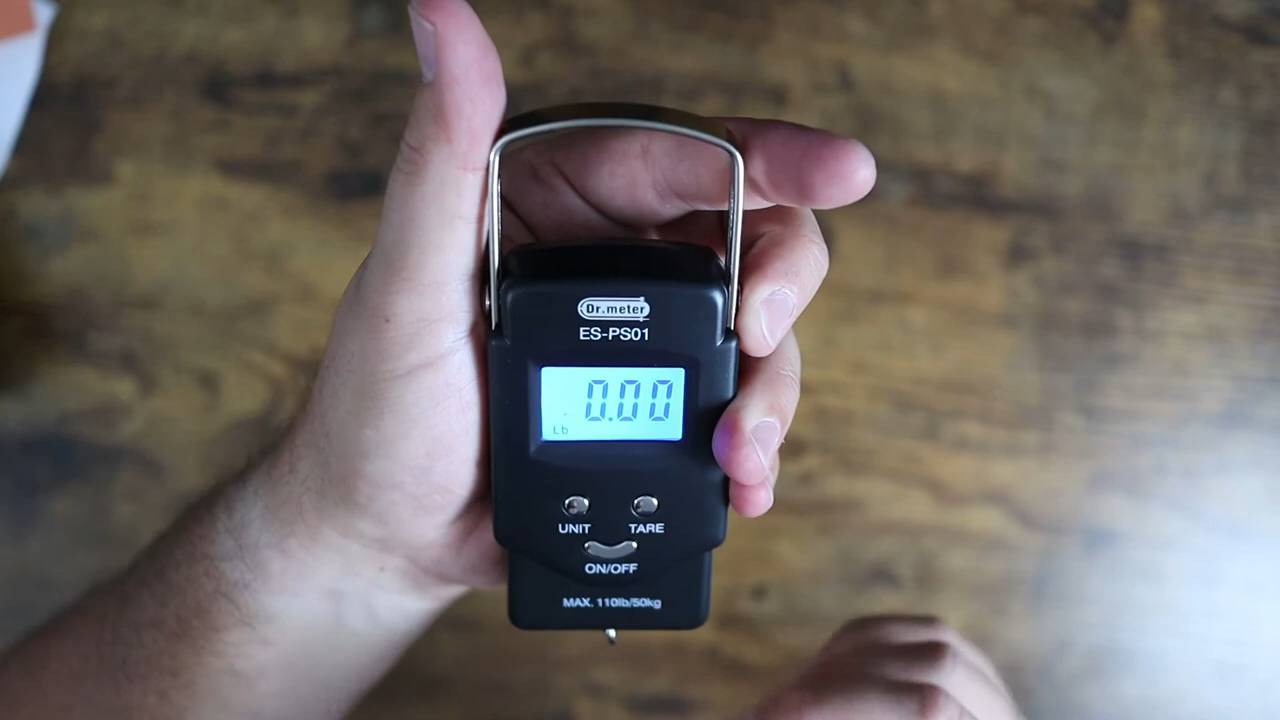 Dr.meter
ES-PS01
0.00
Lb
UNIT TARE
ON/OFF
MAX. 110lb/50kg